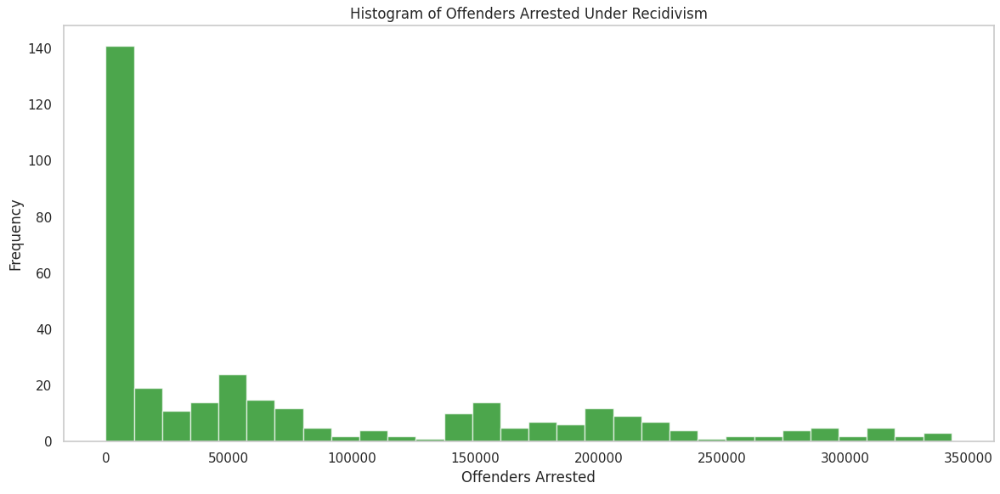 Histogram of Offenders Arrested Under Recidivism
140
120
100
80
60
40
20
0
Frequency
0 50000 100000 150000 200000 250000 300000 350000
Offenders Arrested